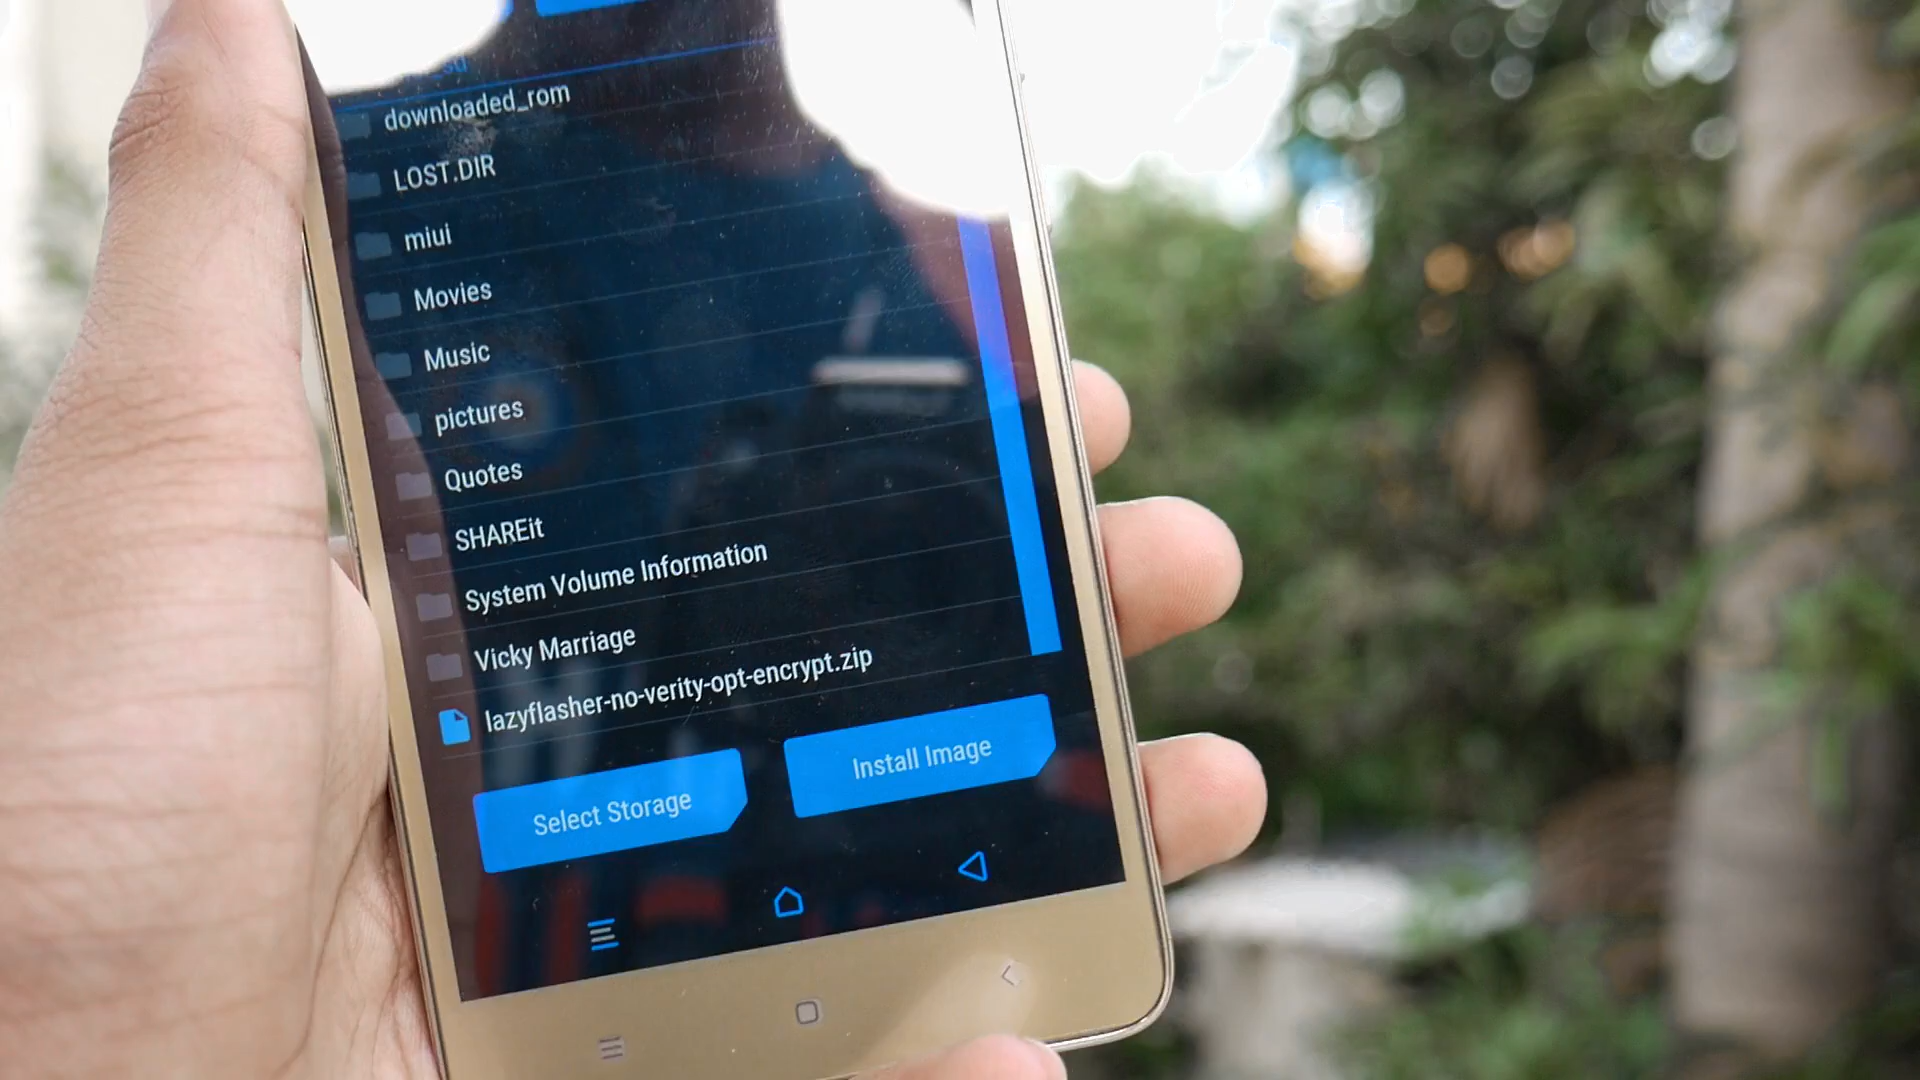 downloaded_rom
LOST.DIR
miui
Movies
Music
pictures
Quotes
SHAREit
System Volume Information
Vicky Marriage
lazyflasher-no-verity-opt-encrypt.zip
Select Storage
Install Image